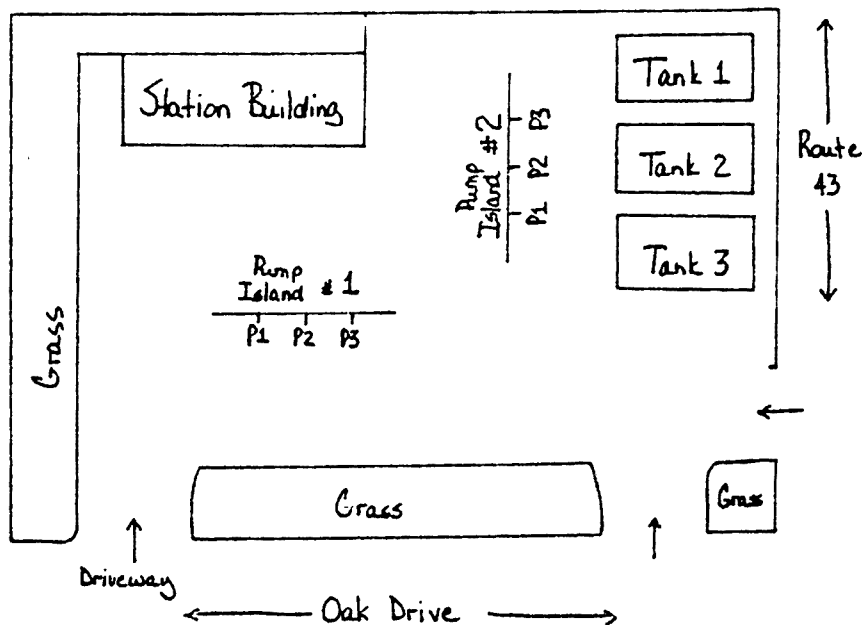 Station Building
Pump
Island #2
P3
P2
P1
Tank 1
Tank 2
Tank 3
Route
43
Pump
Island # 1
P1 P2 P3
Grass
Grass
Grass
Driveway
Oak Drive